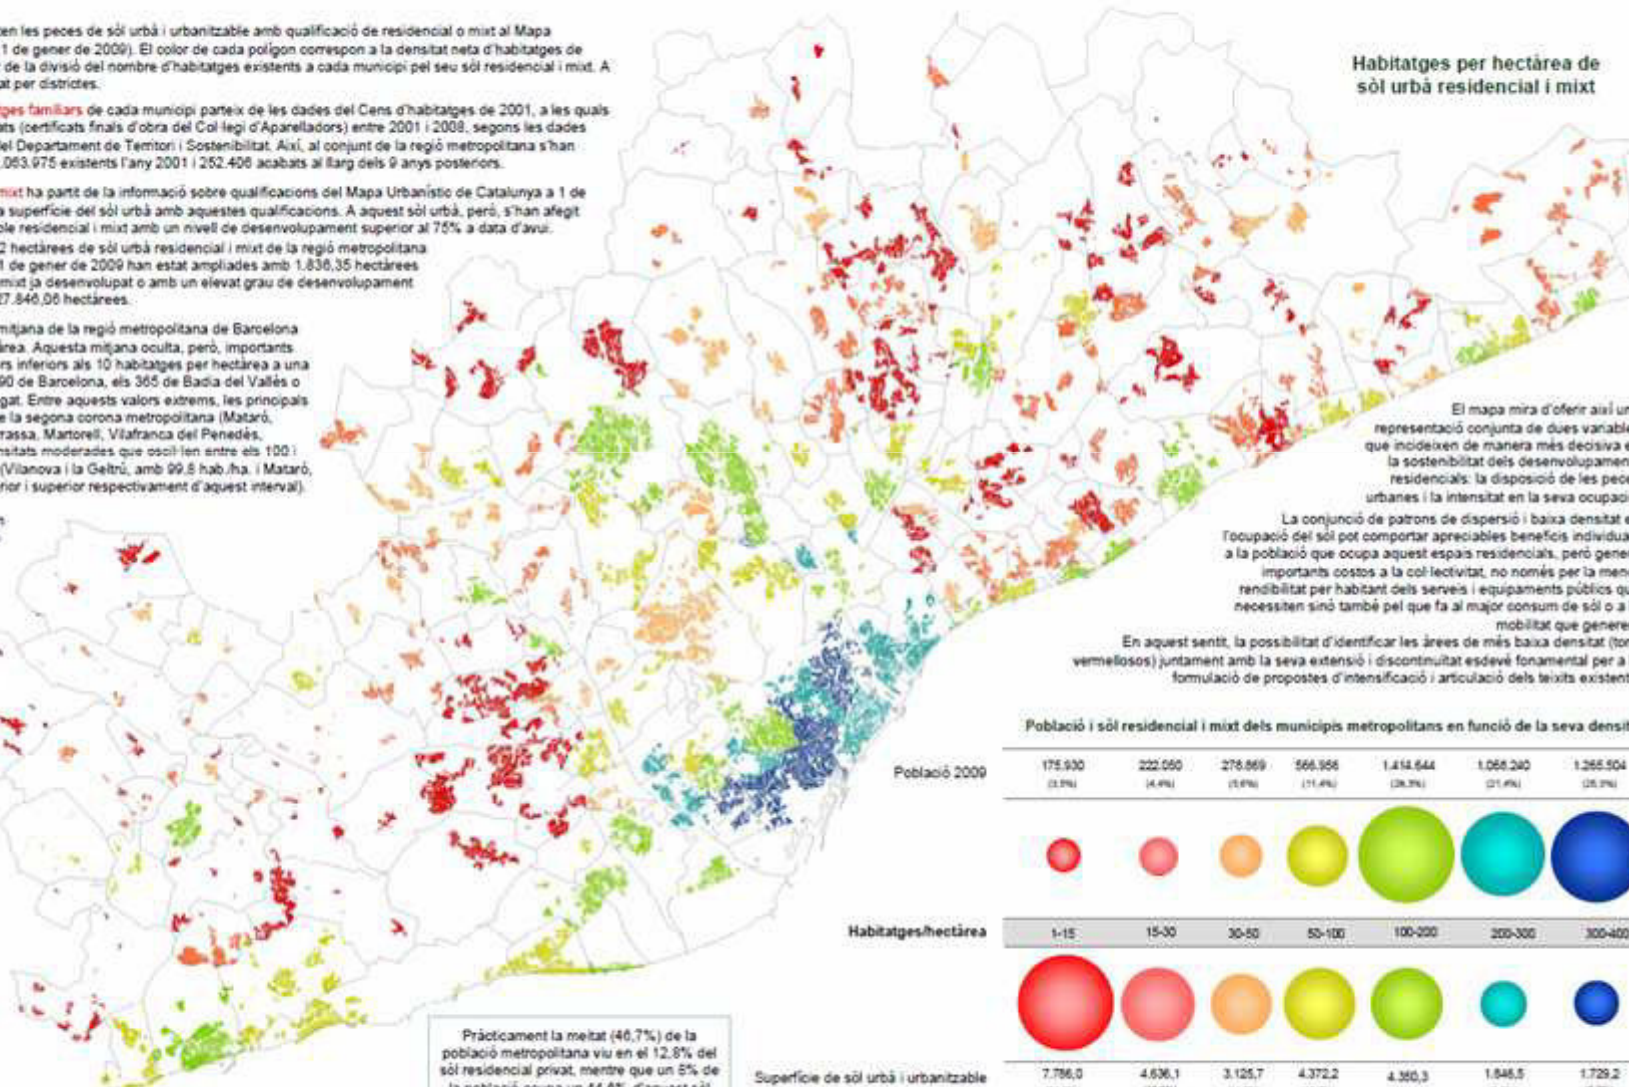 en les peces de sòl urbà i urbanitzable amb qualificació de residencial o mixt al Mapa
1 de gener de 2009). El color de cada polígon correspon a la densitat neta d'habitatges de
de la divisió del nombre d'habitatges existents a cada municipi pel seu sòl residencial i mixt. A
at per districtes.
tges familiars de cada municipi parteix de les dades del Cens d'habitatges de 2001, a les quals
ats (certificats finals d'obra del Col·legi d'Aparelladors) entre 2001 i 2008, segons les dades
del Departament de Territori i Sostenibilitat. Així, al conjunt de la regió metropolitana s'han
.063.975 existents l'any 2001 i 252.406 acabats al llarg dels 9 anys posteriors.
mixt ha partit de la informació sobre qualificacions del Mapa Urbanístic de Catalunya a 1 de
a superfície del sòl urbà amb aquestes qualificacions. A aquest sòl urbà, però, s'han afegit
ble residencial i mixt amb un nivell de desenvolupament superior al 75% a data d'avui.
2 hectàrees de sòl urbà residencial i mixt de la regió metropolitana
1 de gener de 2009 han estat ampliades amb 1.836,35 hectàrees
mixt ja desenvolupat o amb un elevat grau de desenvolupament
27.846,06 hectàrees.
mitjana de la regió metropolitana de Barcelona
àrea. Aquesta mitjana oculta, però, importants
rs inferiors als 10 habitatges per hectàrea a una
90 de Barcelona, els 365 de Badia del Vallès o
gat. Entre aquests valors extrems, les principals
e la segona corona metropolitana (Mataró,
rrassa, Martorell, Vilafranca del Penedès,
nsitats moderades que oscil·len entre els 100 i
(Vilanova i la Geltrú, amb 99,8 hab./ha. i Mataró,
rior i superior respectivament d'aquest interval).
Habitatges per hectàrea de
sòl urbà residencial i mixt
El mapa mira d'oferir així un
representació conjunta de dues variable
que incideixen de manera més decisiva e
la sostenibilitat dels desenvolupamen
residencials: la disposició de les pece
urbanes i la intensitat en la seva ocupaci
La conjunció de patrons de dispersió i baixa densitat e
l'ocupació del sòl pot comportar apreciables beneficis individua
a la població que ocupa aquest espais residencials, però gener
importants costos a la col·lectivitat, no només per la men
rendibilitat per habitant dels serveis i equipaments públics qu
necessiten sinó també pel que fa al major consum de sòl o a l
mobilitat que genere
En aquest sentit, la possibilitat d'identificar les àrees de més baixa densitat (ton
vermellosos) juntament amb la seva extensió i discontinuïtat esdevé fonamental per a l
formulació de propostes d'intensificació i articulació dels teixits existent
Població i sòl residencial i mixt dels municipis metropolitans en funció de la seva densit
Població 2009 175.930 222.050 278.869 566.956 1.414.644 1.068.240 1.265.504
(3,5%) (4,4%) (5,6%) (11,4%) (28,3%) (21,4%) (25,3%)
Habitatges/hectàrea 1-15 15-30 30-50 50-100 100-200 200-300 300-400
Pràcticament la meitat (46,7%) de la
població metropolitana viu en el 12,8% del
sòl residencial privat, mentre que un 8% de
Superfície de sòl urbà i urbanitzable 7.786,0 4.636,1 3.125,7 4.372,2 4.350,3 1.846,5 1.729,2